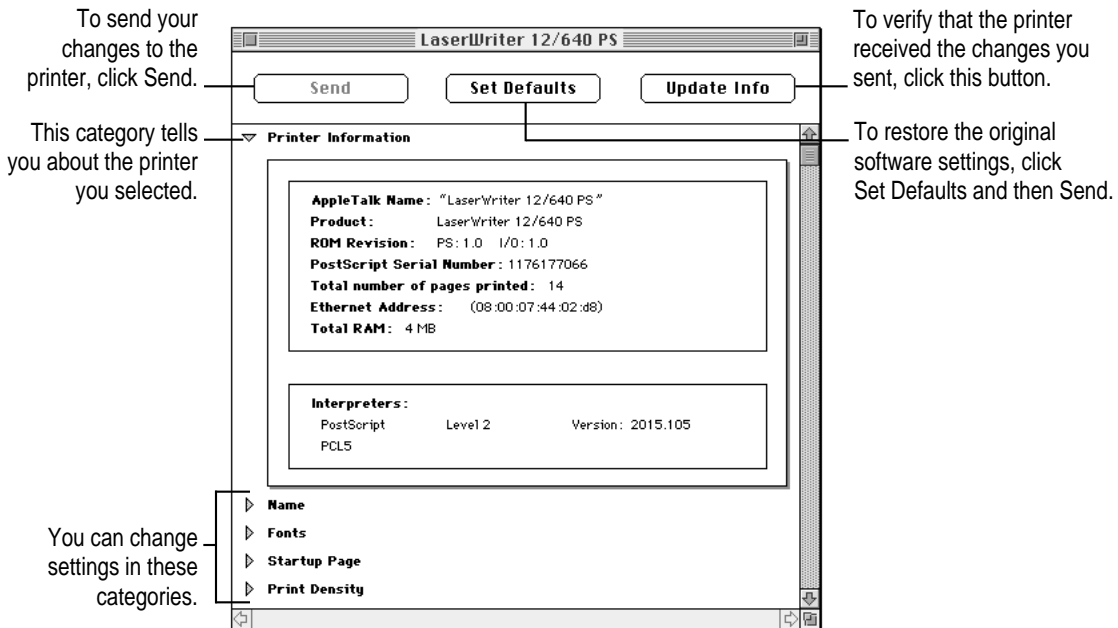 To send your
changes to the
printer, click Send.
This category tells
you about the printer
you selected.
You can change
settings in these
categories.
LaserWriter 12/640 PS
Send
Set Defaults
Update Info
Printer Information
AppleTalk Name: "LaserWriter 12/640 PS"
Product: LaserWriter 12/640 PS
ROM Revision: PS: 1.0 I/O: 1.0
PostScript Serial Number: 1176177066
Total number of pages printed: 14
Ethernet Address: (08:00:07:44:02:d8)
Total RAM: 4 MB
Interpreters:
PostScript Level 2 Version: 2015.105
PCL5
Name
Fonts
Startup Page
Print Density
To verify that the printer
received the changes you
sent, click this button.
To restore the original
software settings, click
Set Defaults and then Send.